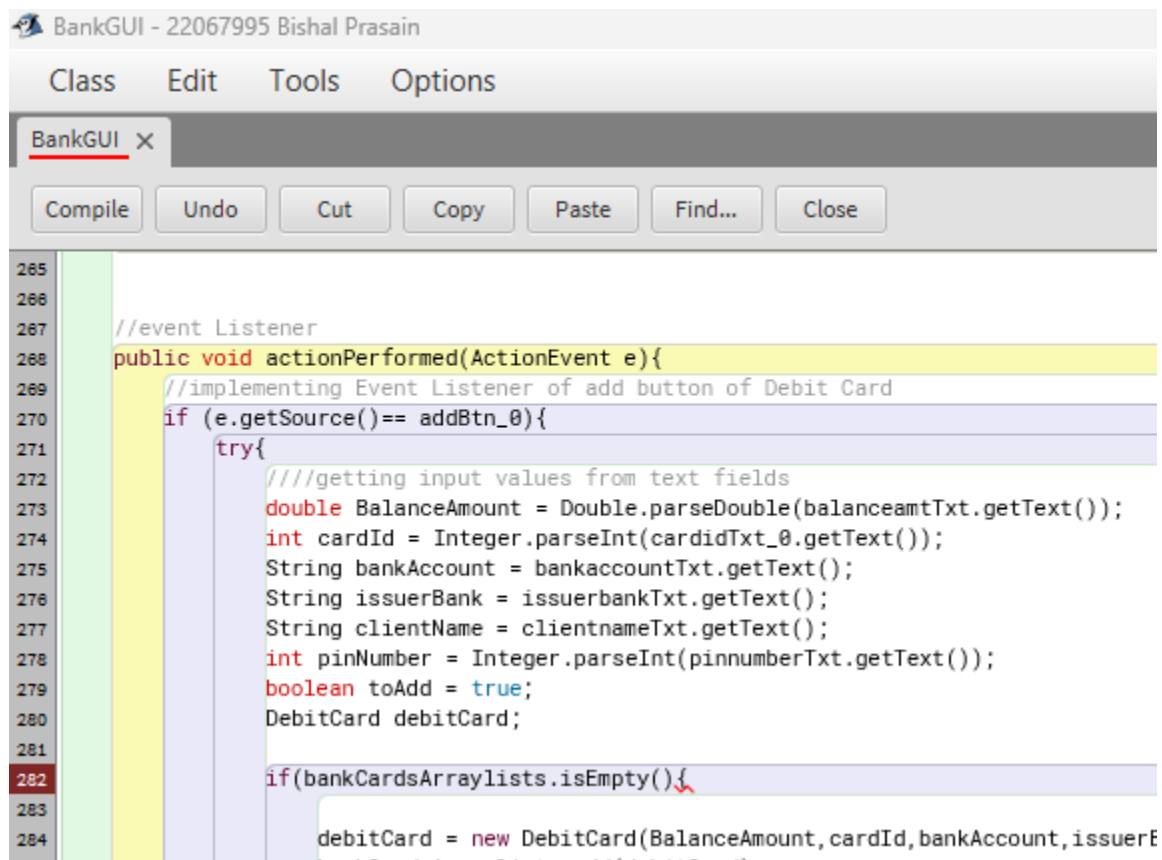 BankGUI - 22067995 Bishal Prasain
Class Edit Tools Options
BankGUI ×
Compile Undo Cut Copy Paste Find... Close
265
266
267 //event Listener
268 public void actionPerformed(ActionEvent e){
269 //implementing Event Listener of add button of Debit Card
270 if (e.getSource()== addBtn_0){
271 try{
272 ////getting input values from text fields
273 double BalanceAmount = Double.parseDouble(balanceamtTxt.getText());
274 int cardId = Integer.parseInt(cardidTxt_0.getText());
275 String bankAccount = bankaccountTxt.getText();
276 String issuerBank = issuerbankTxt.getText();
277 String clientName = clientnameTxt.getText();
278 int pinNumber = Integer.parseInt(pinnumberTxt.getText());
279 boolean toAdd = true;
280 DebitCard debitCard;
281
282 if(bankCardsArraylists.isEmpty(){
283
284 debitCard = new DebitCard(BalanceAmount,cardId,bankAccount,issuerB